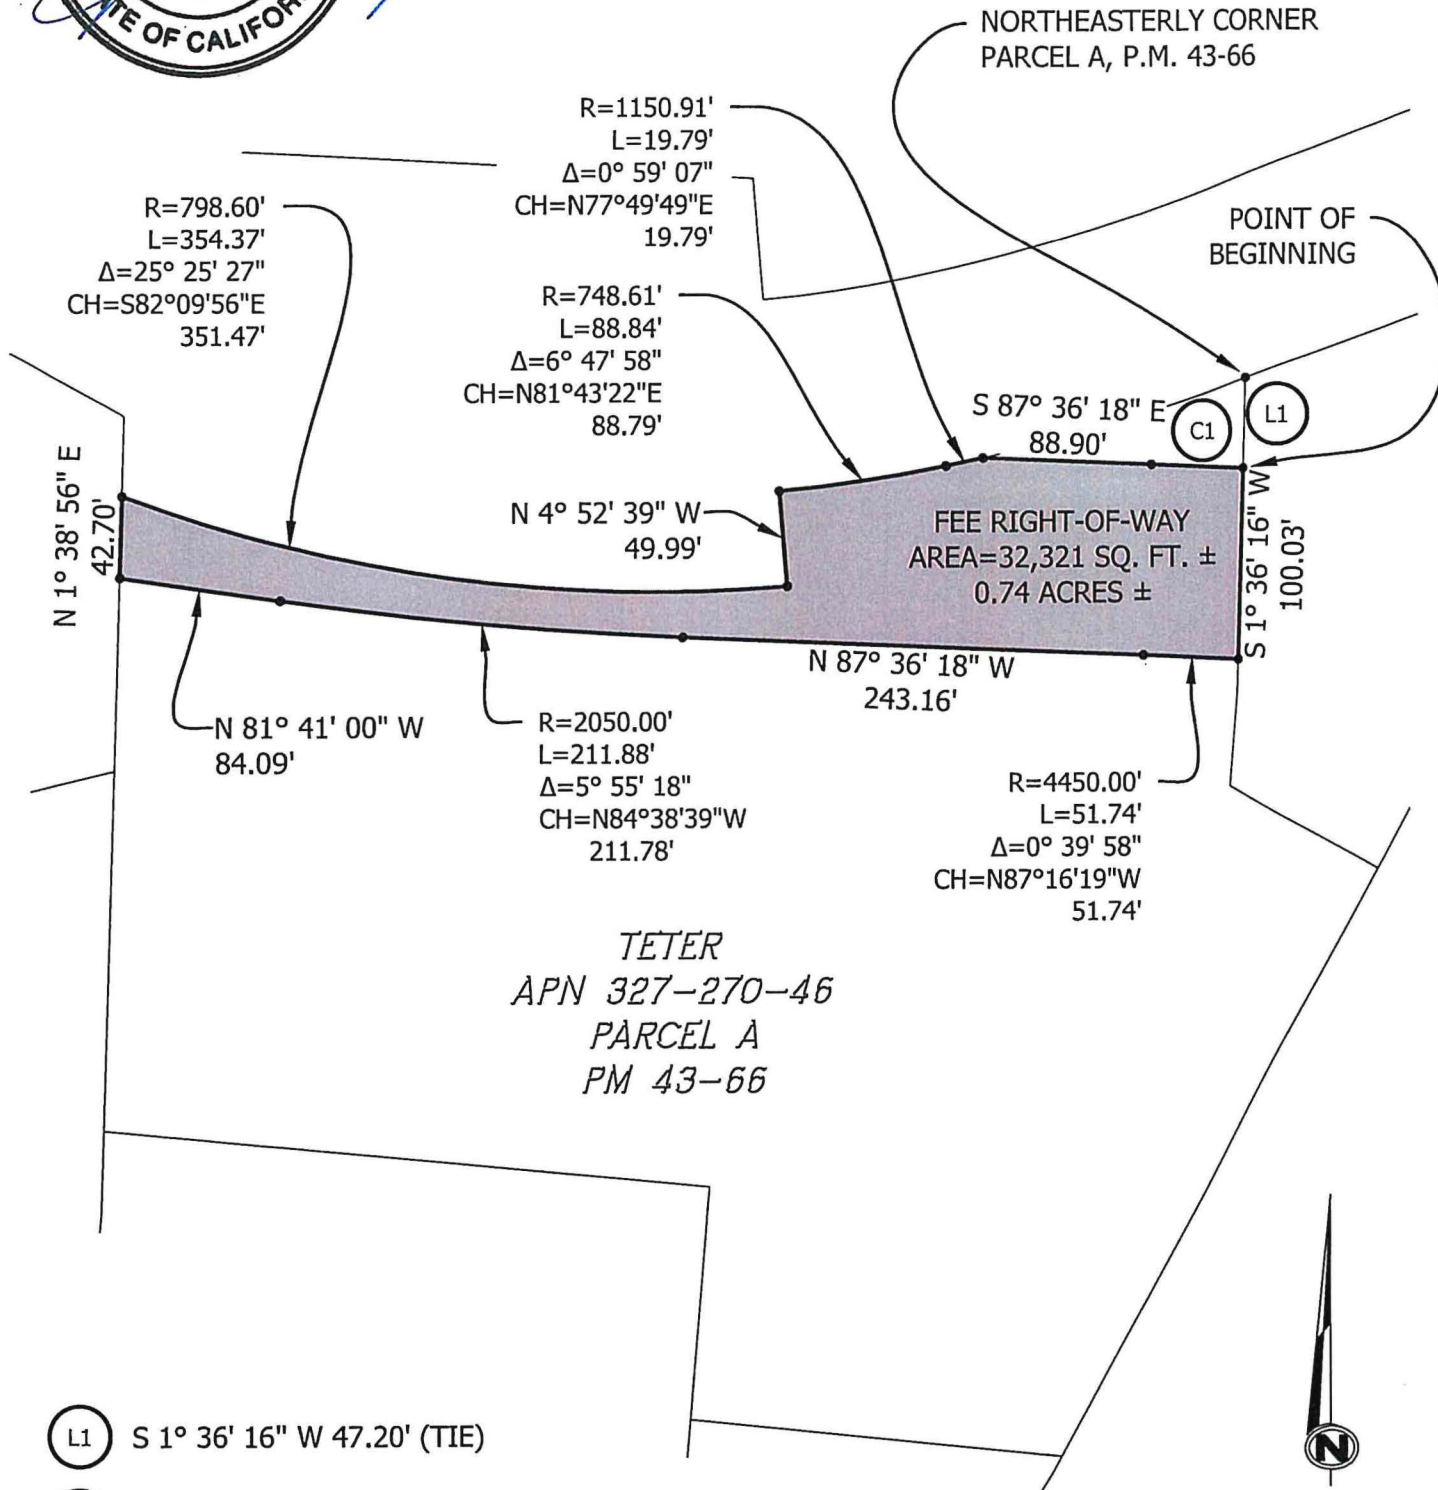 OF CALIFOR
NORTHEASTERLY CORNER
PARCEL A, P.M. 43-66
R=1150.91'
L=19.79'
Δ=0° 59' 07"
CH=N77°49'49"E
19.79'
R=798.60'
L=354.37'
Δ=25° 25' 27"
CH=S82°09'56"E
351.47'
POINT OF
BEGINNING
R=748.61'
L=88.84'
Δ=6° 47' 58"
CH=N81°43'22"E
88.79'
S 87° 36' 18" E
88.90'
C1
L1
N 1° 38' 56" E
42.70'
N 4° 52' 39" W
49.99'
FEE RIGHT-OF-WAY
AREA=32,321 SQ. FT. ±
0.74 ACRES ±
S 1° 36' 16" W
100.03'
N 87° 36' 18" W
243.16'
N 81° 41' 00" W
84.09'
R=2050.00'
L=211.88'
Δ=5° 55' 18"
CH=N84°38'39"W
211.78'
R=4450.00'
L=51.74'
Δ=0° 39' 58"
CH=N87°16'19"W
51.74'
TETER
APN 327-270-46
PARCEL A
PM 43-66
L1 S 1° 36' 16" W 47.20' (TIE)
N